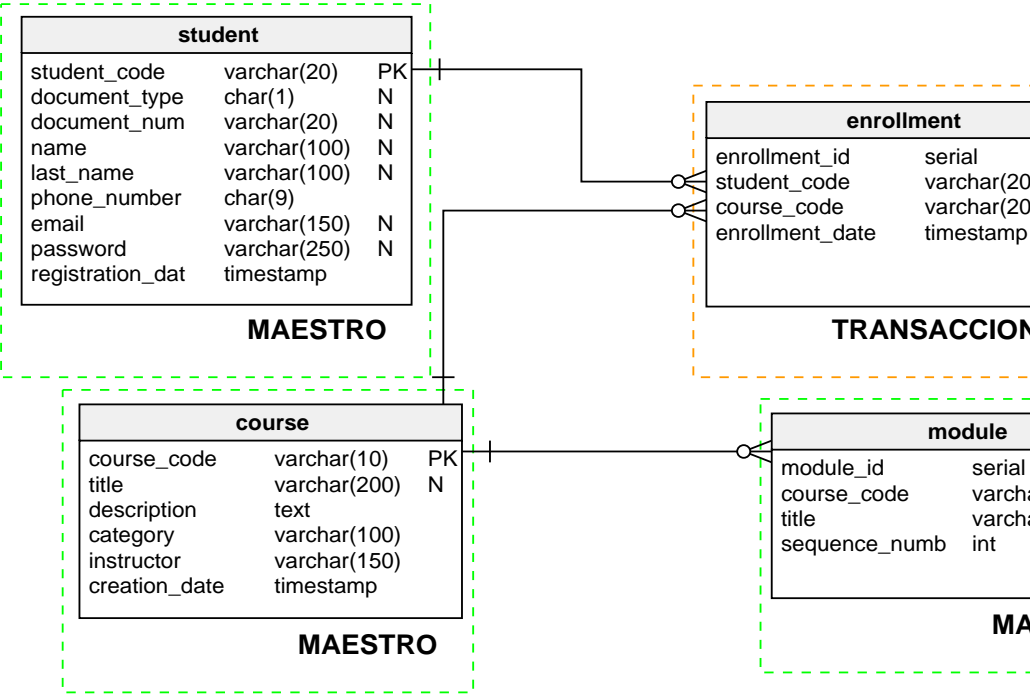 student
student_code varchar(20) PK
document_type char(1) N
document_num varchar(20) N
name varchar(100) N
last_name varchar(100) N
phone_number char(9)
email varchar(150) N
password varchar(250) N
registration_dat timestamp
MAESTRO
enrollment
enrollment_id serial
student_code varchar(20
course_code varchar(20
enrollment_date timestamp
TRANSACCION
course
course_code varchar(10) PK
title varchar(200) N
description text
category varchar(100)
instructor varchar(150)
creation_date timestamp
MAESTRO
module
module_id serial
course_code varcha
title varcha
sequence_numb int
MA